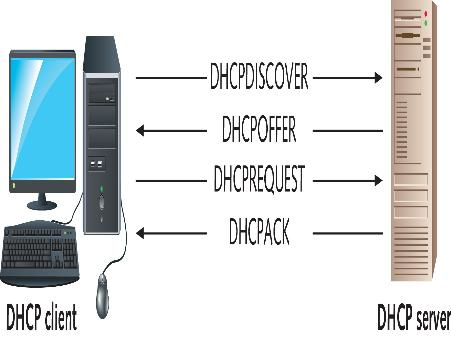 DHCPDISCOVER
DHCPOFFER
DHCPREQUEST
DHCPACK
DHCP client
DHCP server